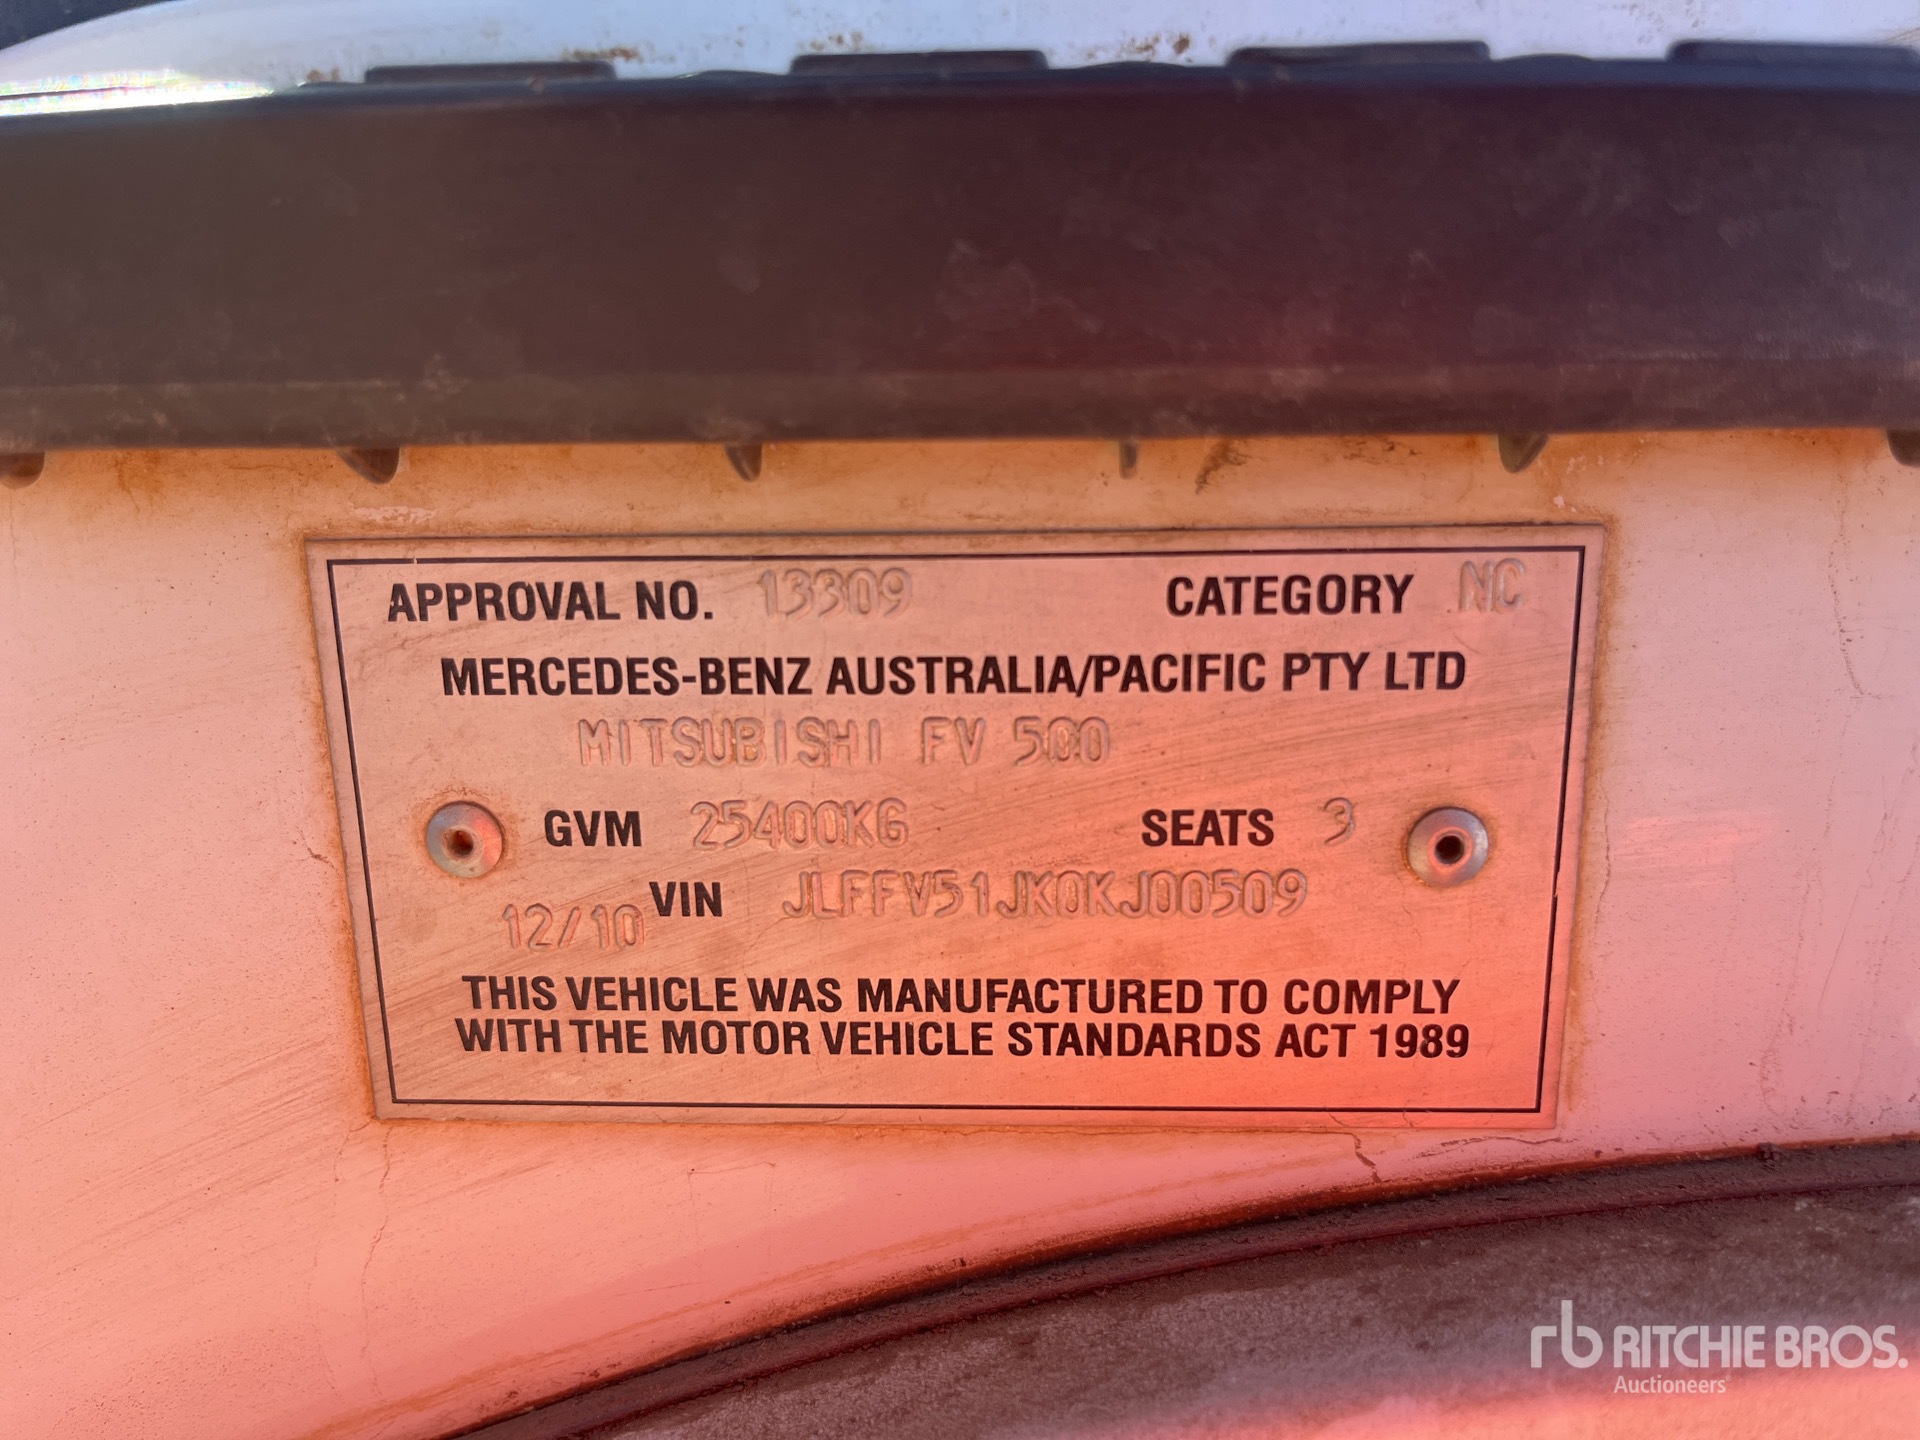 APPROVAL NO. 13309 CATEGORY NC
MERCEDES-BENZ AUSTRALIA/PACIFIC PTY LTD
MITSUBISHI FV 500
GVM 25400KG SEATS 3
12/10 VIN JLFFV51JK0KJ00509
THIS VEHICLE WAS MANUFACTURED TO COMPLY
WITH THE MOTOR VEHICLE STANDARDS ACT 1989
rb RITCHIE BROS.
Auctioneers